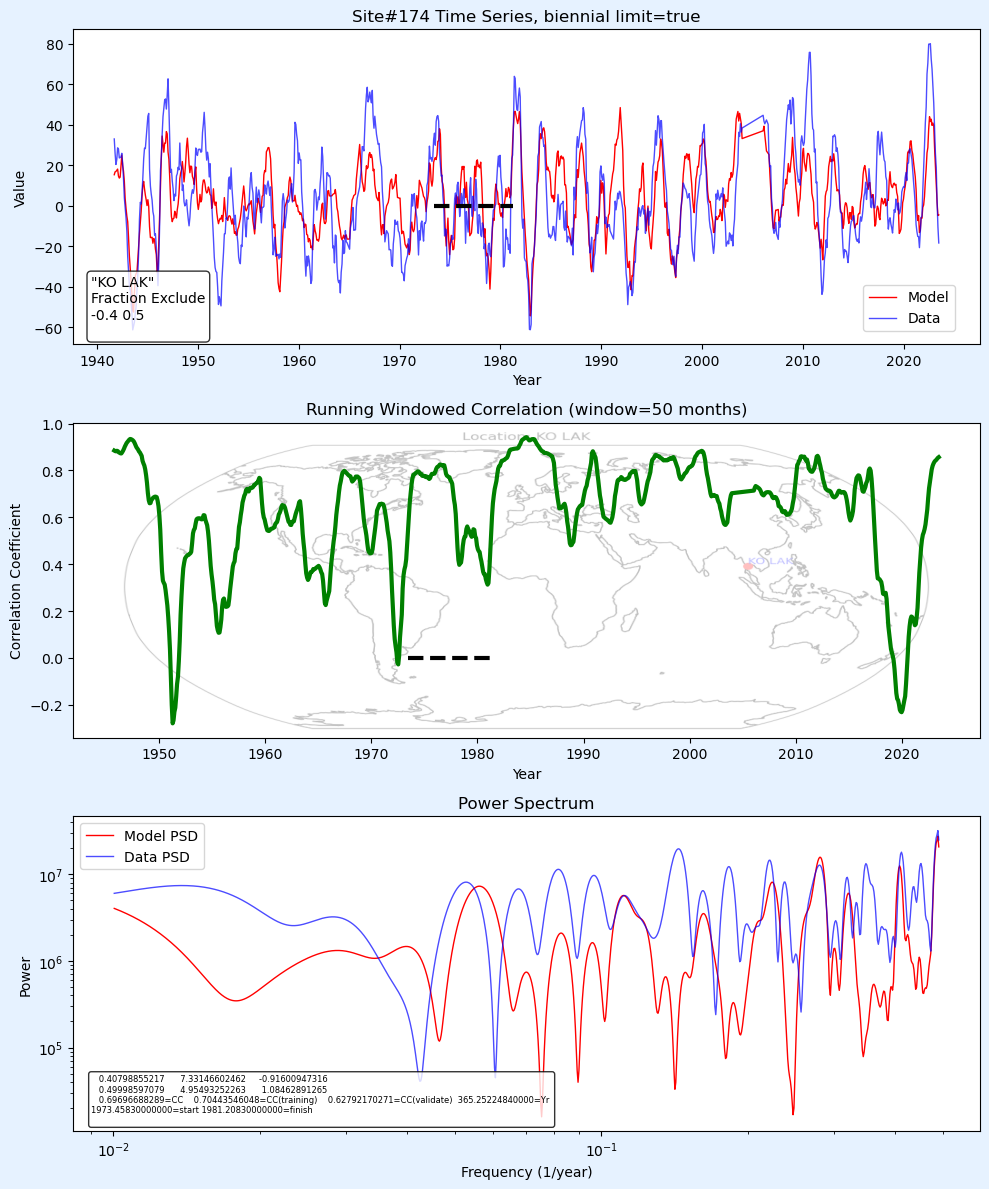 Site#174 Time Series, biennial limit=true
80
60
40
20
0
−20
−40
−60
Value
"KO LAK"
Fraction Exclude
-0.4 0.5
Model
Data
1940 1950 1960 1970 1980 1990 2000 2010 2020
Year
Running Windowed Correlation (window=50 months)
1.0
0.8
0.6
0.4
0.2
0.0
−0.2
Correlation Coefficient
Location: KO LAK
KO LAK
1950 1960 1970 1980 1990 2000 2010 2020
Year
Power Spectrum
Model PSD
Data PSD
10⁷
10⁶
10⁵
Power
0.40798855217 7.33146602462 -0.91600947316
0.49998597079 4.95493252263 1.08462891265
0.69696688289=CC 0.70443546048=CC(training) 0.62792170271=CC(validate) 365.25224840000=Yr
1973.45830000000=start 1981.20830000000=finish
10⁻² 10⁻¹
Frequency (1/year)